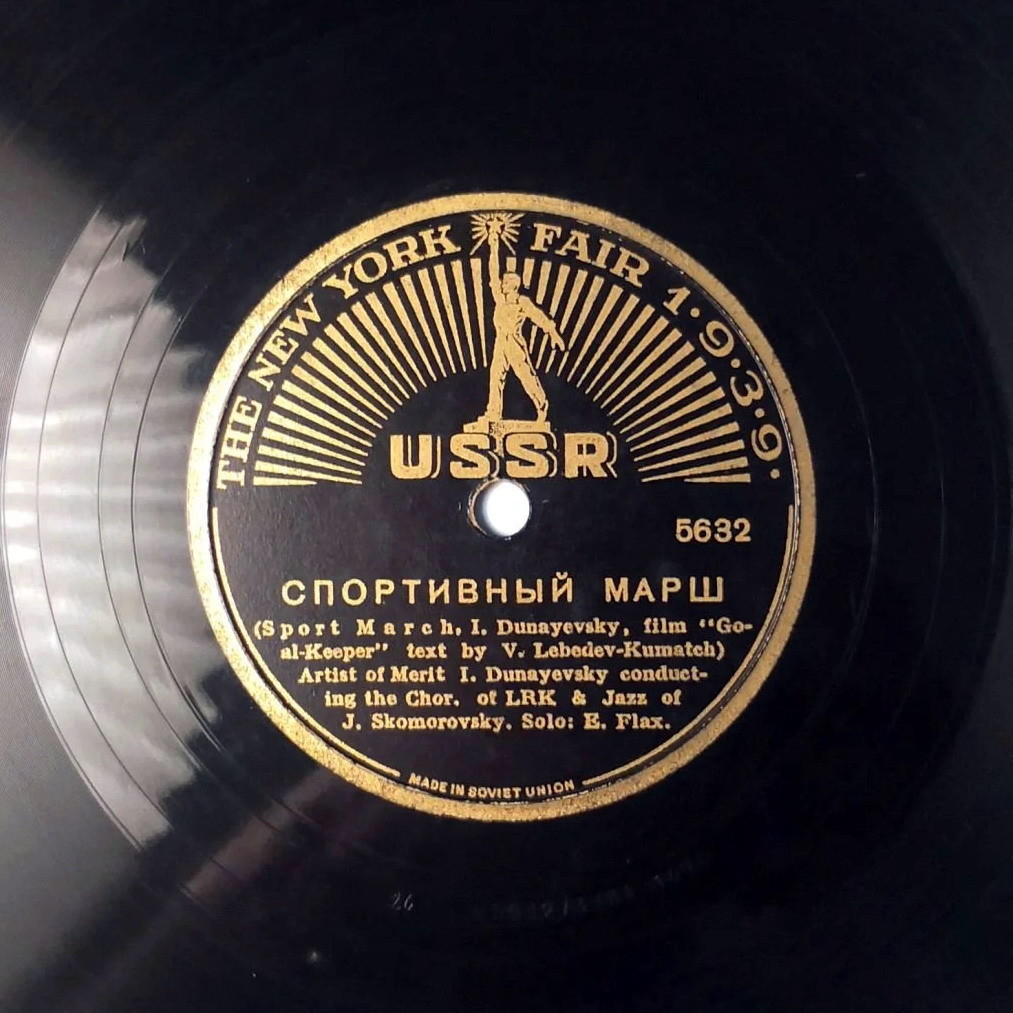 THE NEW YORK FAIR 1·9·3·9·
USSR
5632
СПОРТИВНЫЙ МАРШ
(Sport March, I. Dunayevsky, film "Go-
al-Keeper" text by V. Lebedev-Kumatch)
Artist of Merit I. Dunayevsky conduct-
ing the Chor. of LRK & Jazz of
J. Skomorovsky. Solo: E. Flax.
MADE IN SOVIET UNION
26